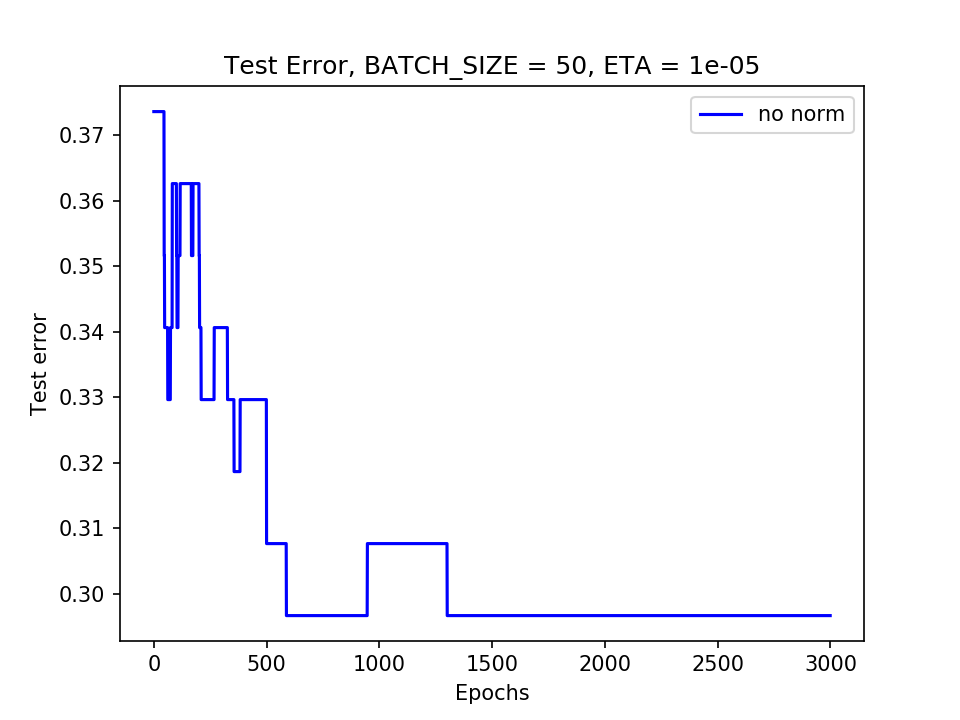 Test Error, BATCH_SIZE = 50, ETA = 1e-05
no norm
0.37
0.36
0.35
0.34
0.33
0.32
0.31
0.30
Test error
0 500 1000 1500 2000 2500 3000
Epochs